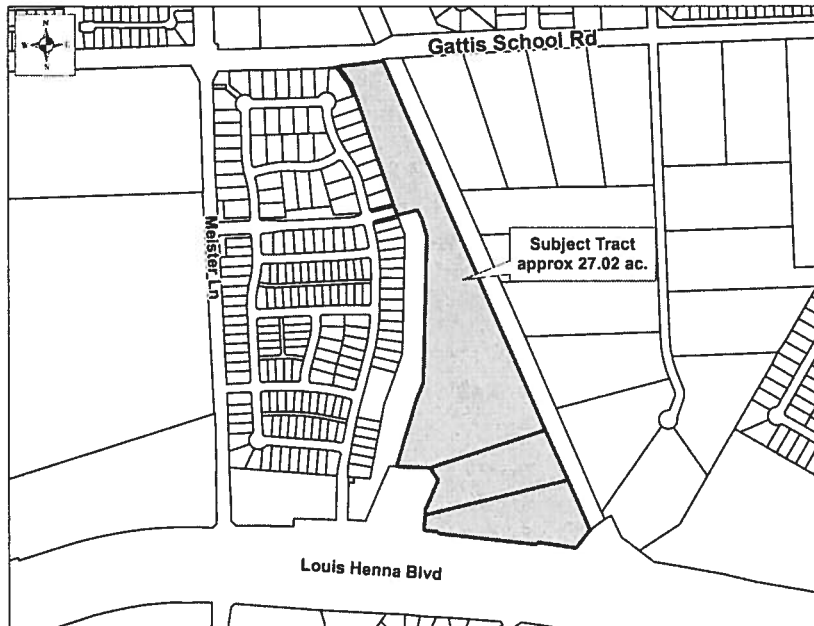 N
W E
S
Gattis School Rd
Meister Ln
Subject Tract
approx 27.02 ac.
Louis Henna Blvd